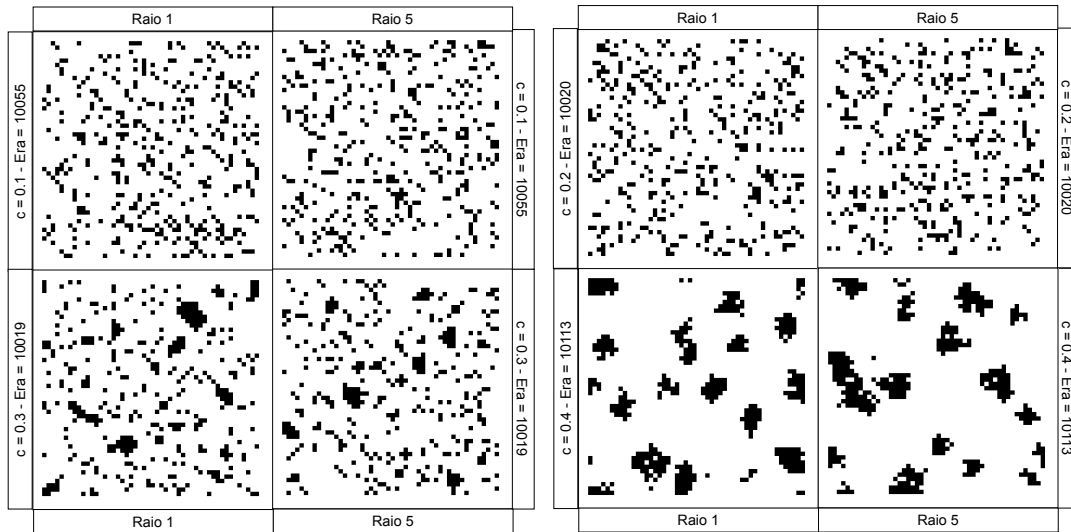 Raio 1
Raio 5
c = 0.1 - Era = 10055
c = 0.1 - Era = 10055
c = 0.3 - Era = 10019
c = 0.3 - Era = 10019
Raio 1
Raio 5
Raio 1
Raio 5
c = 0.2 - Era = 10020
c = 0.2 - Era = 10020
c = 0.4 - Era = 10113
c = 0.4 - Era = 10113
Raio 1
Raio 5